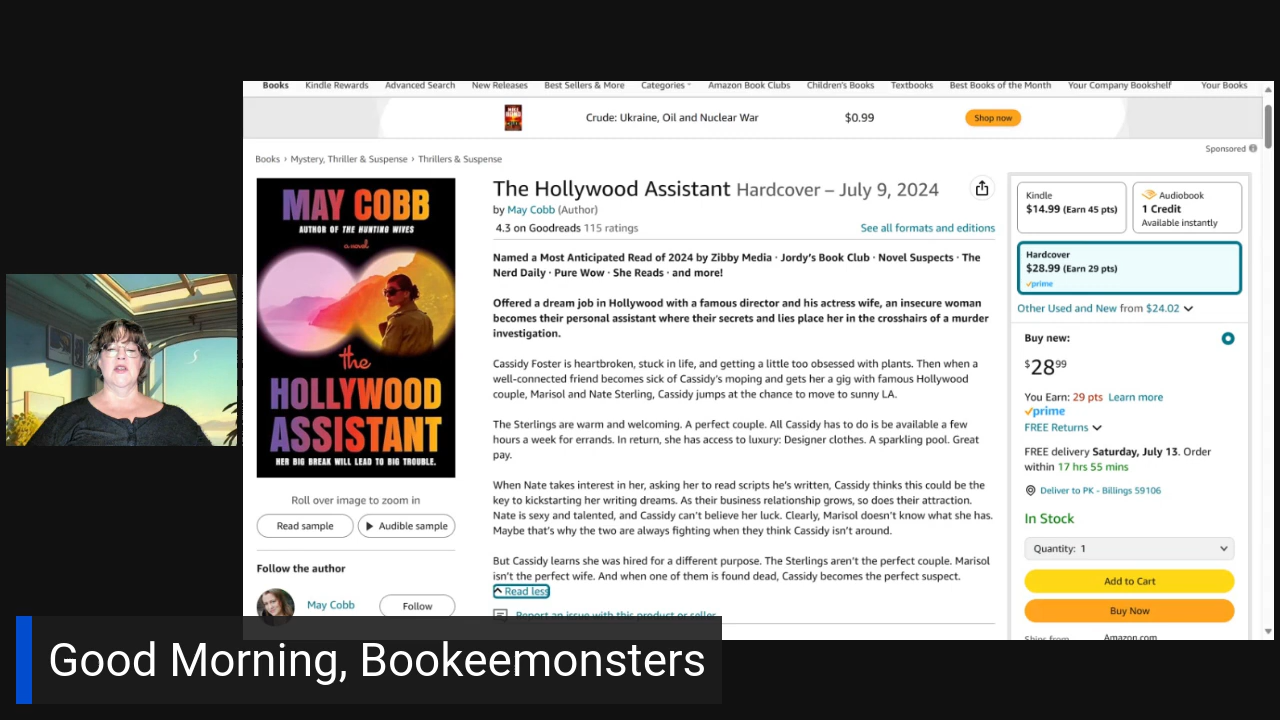 Books Kindle Rewards Advanced Search New Releases Best Sellers & More Categories Amazon Book Clubs Children's Books Textbooks Best Books of the Month Your Company Bookshelf Your Books
Crude: Ukraine, Oil and Nuclear War $0.99 Shop now
Sponsored
Books › Mystery, Thriller & Suspense › Thrillers & Suspense
MAY COBB
AUTHOR OF THE HUNTING WIVES
a novel
the
HOLLYWOOD
ASSISTANT
HER BIG BREAK WILL LEAD TO BIG TROUBLE.
Roll over image to zoom in
Read sample Audible sample
Follow the author
May Cobb Follow
The Hollywood Assistant Hardcover – July 9, 2024
by May Cobb (Author)
4.3 on Goodreads 115 ratings See all formats and editions
Named a Most Anticipated Read of 2024 by Zibby Media · Jordy's Book Club · Novel Suspects · The
Nerd Daily · Pure Wow · She Reads · and more!
Offered a dream job in Hollywood with a famous director and his actress wife, an insecure woman
becomes their personal assistant where their secrets and lies place her in the crosshairs of a murder
investigation.
Cassidy Foster is heartbroken, stuck in life, and getting a little too obsessed with plants. Then when a
well-connected friend becomes sick of Cassidy's moping and gets her a gig with famous Hollywood
couple, Marisol and Nate Sterling, Cassidy jumps at the chance to move to sunny LA.
The Sterlings are warm and welcoming. A perfect couple. All Cassidy has to do is be available a few
hours a week for errands. In return, she has access to luxury: Designer clothes. A sparkling pool. Great
pay.
When Nate takes interest in her, asking her to read scripts he's written, Cassidy thinks this could be the
key to kickstarting her writing dreams. As their business relationship grows, so does their attraction.
Nate is sexy and talented, and Cassidy can't believe her luck. Clearly, Marisol doesn't know what she has.
Maybe that's why the two are always fighting when they think Cassidy isn't around.
But Cassidy learns she was hired for a different purpose. The Sterlings aren't the perfect couple. Marisol
isn't the perfect wife. And when one of them is found dead, Cassidy becomes the perfect suspect.
Read less
Report an issue with this product or seller
Kindle
$14.99 (Earn 45 pts)
Audiobook
1 Credit
Available instantly
Hardcover
$28.99 (Earn 29 pts)
prime
Other Used and New from $24.02
Buy new:
$28.99
You Earn: 29 pts Learn more
prime
FREE Returns
FREE delivery Saturday, July 13. Order
within 17 hrs 55 mins
Deliver to PK - Billings 59106
In Stock
Quantity: 1
Add to Cart
Buy Now
Ships from Amazon.com
Good Morning, Bookeemonsters